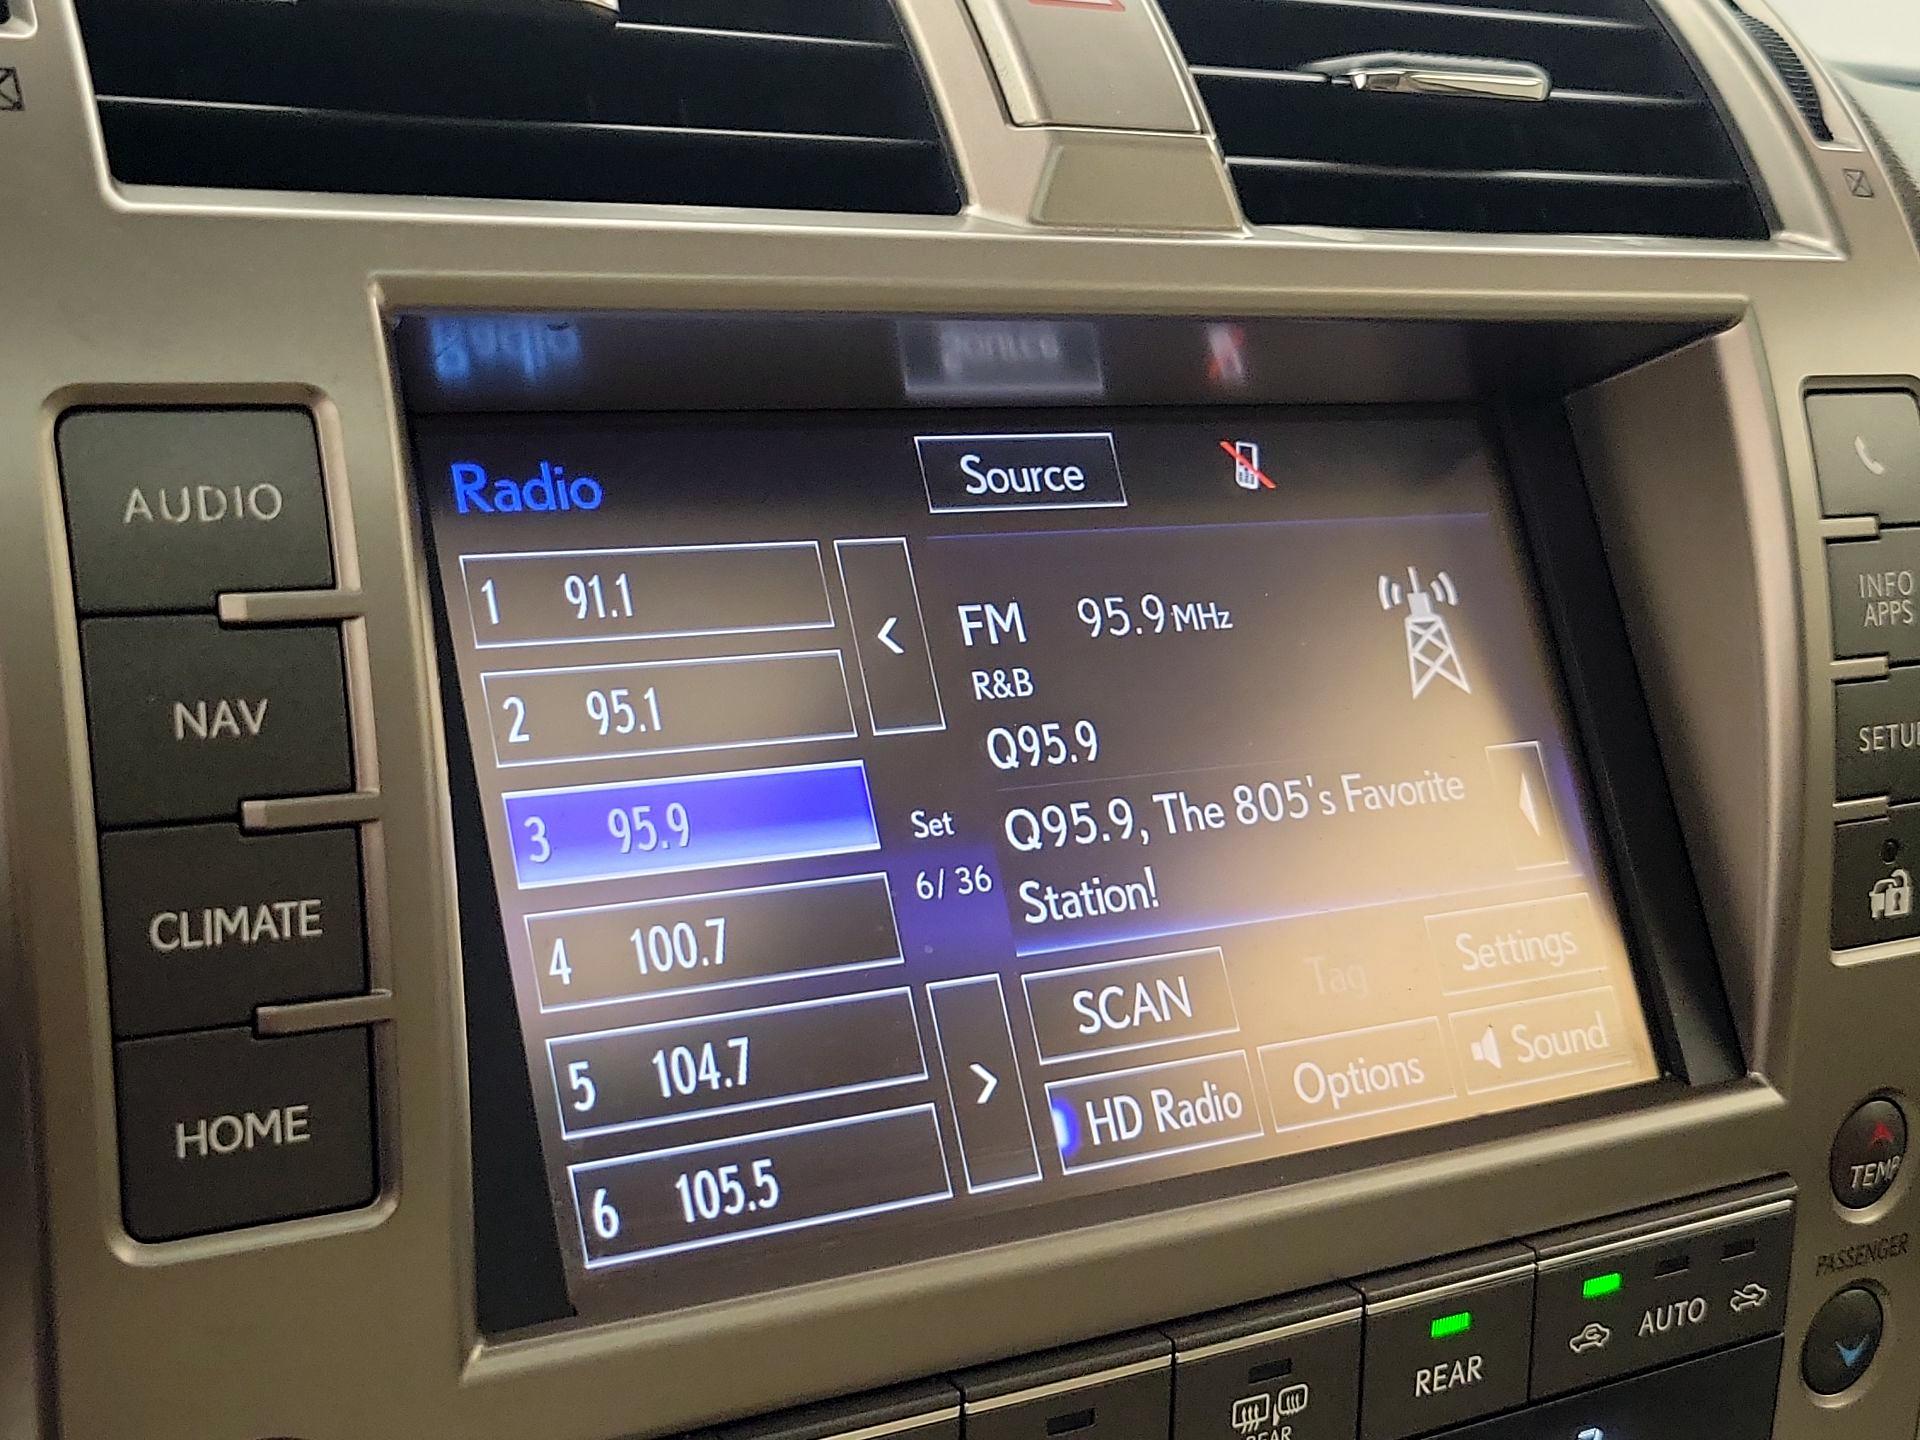 Radio
Source
1 91.1
2 95.1
3 95.9
4 100.7
5 104.7
6 105.5
<
Set
6/ 36
>
FM 95.9 MHz
R&B
Q95.9
Q95.9, The 805's Favorite
Station!
SCAN
Tag
Settings
HD Radio
Options
Sound
AUDIO
NAV
CLIMATE
HOME
INFO
APPS
SETUP
TEMP
PASSENGER
REAR
REAR
AUTO